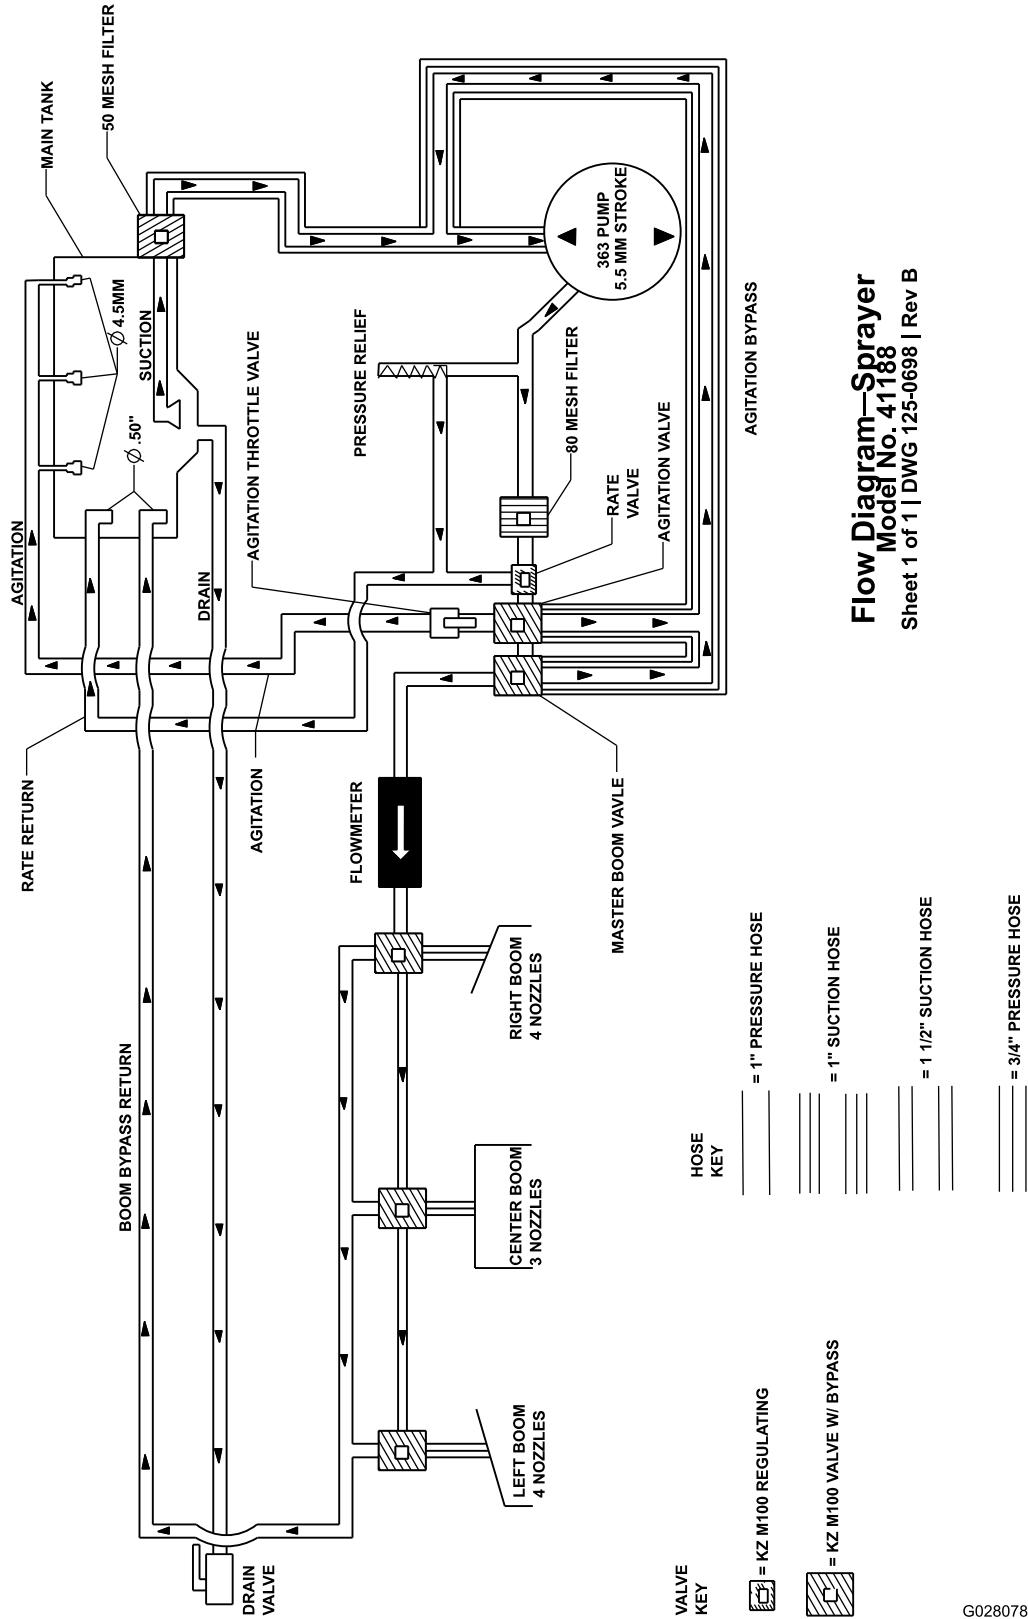 MAIN TANK
50 MESH FILTER
Ø 4.5MM
SUCTION
Ø .50"
AGITATION
DRAIN
AGITATION THROTTLE VALVE
PRESSURE RELIEF
363 PUMP
5.5 MM STROKE
80 MESH FILTER
RATE
VALVE
AGITATION VALVE
AGITATION BYPASS
RATE RETURN
AGITATION
FLOWMETER
MASTER BOOM VAVLE
BOOM BYPASS RETURN
RIGHT BOOM
4 NOZZLES
CENTER BOOM
3 NOZZLES
LEFT BOOM
4 NOZZLES
DRAIN
VALVE
HOSE
KEY
= 1" PRESSURE HOSE
= 1" SUCTION HOSE
= 1 1/2" SUCTION HOSE
= 3/4" PRESSURE HOSE
VALVE
KEY
= KZ M100 REGULATING
= KZ M100 VALVE W/ BYPASS
Flow Diagram—Sprayer
Model No. 41188
Sheet 1 of 1 | DWG 125-0698 | Rev B
G028078